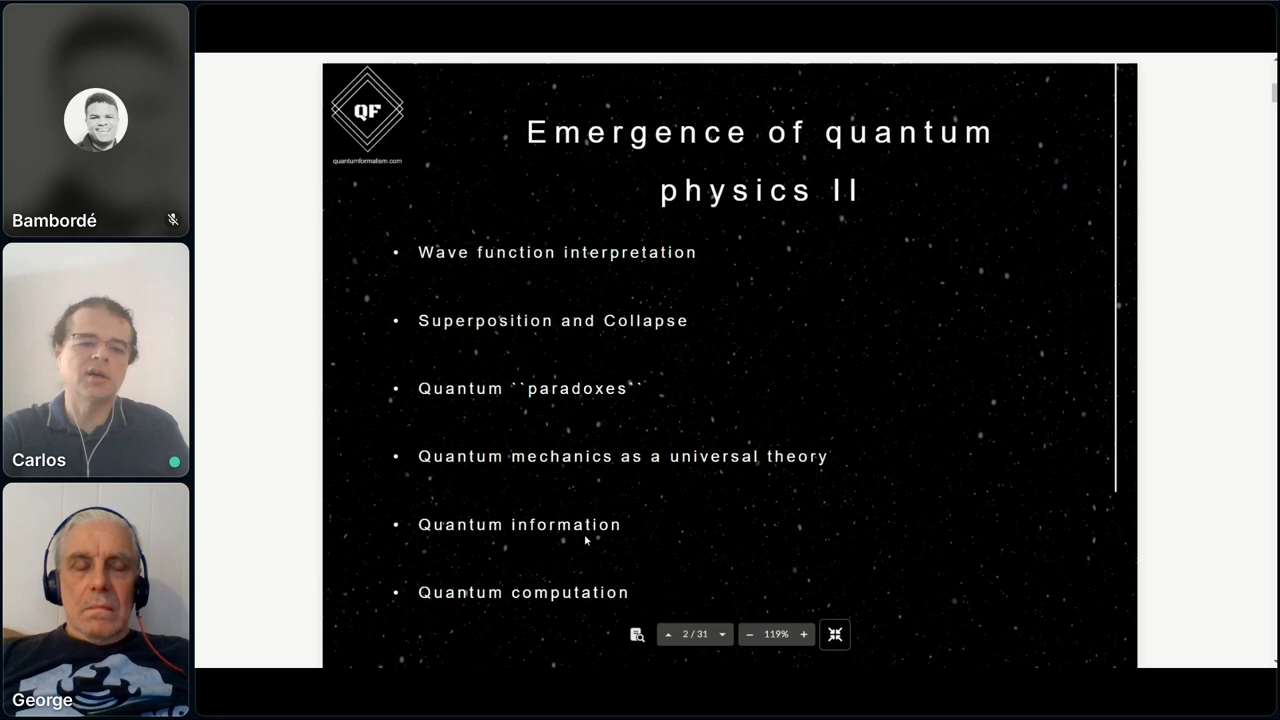 Bambordé
Carlos
George
QF
quantumformalism.com
Emergence of quantum
physics II
• Wave function interpretation
• Superposition and Collapse
• Quantum ``paradoxes``
• Quantum mechanics as a universal theory
• Quantum information
• Quantum computation
2 / 31
119%